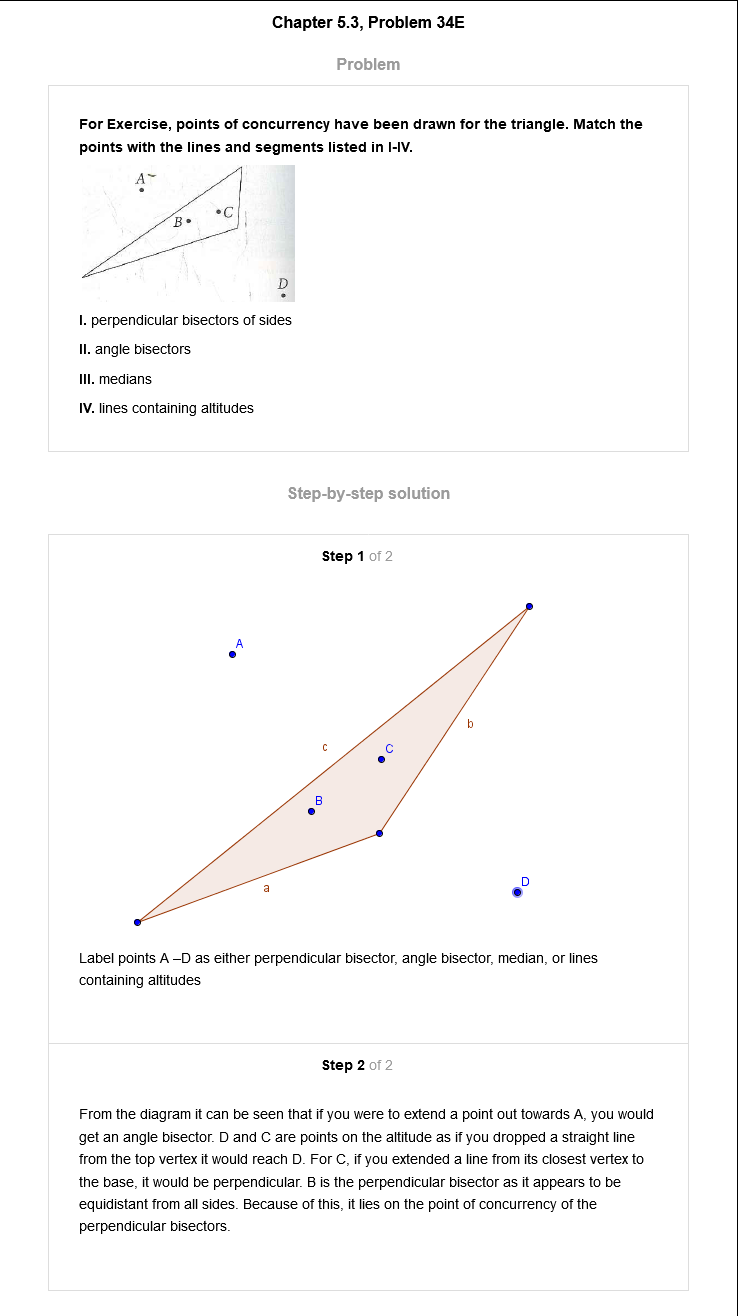 Chapter 5.3, Problem 34E
Problem
For Exercise, points of concurrency have been drawn for the triangle. Match the
points with the lines and segments listed in I-IV.
A
B
C
D
I. perpendicular bisectors of sides
II. angle bisectors
III. medians
IV. lines containing altitudes
Step-by-step solution
Step 1 of 2
A
c
b
C
B
a
D
Label points A –D as either perpendicular bisector, angle bisector, median, or lines
containing altitudes
Step 2 of 2
From the diagram it can be seen that if you were to extend a point out towards A, you would
get an angle bisector. D and C are points on the altitude as if you dropped a straight line
from the top vertex it would reach D. For C, if you extended a line from its closest vertex to
the base, it would be perpendicular. B is the perpendicular bisector as it appears to be
equidistant from all sides. Because of this, it lies on the point of concurrency of the
perpendicular bisectors.